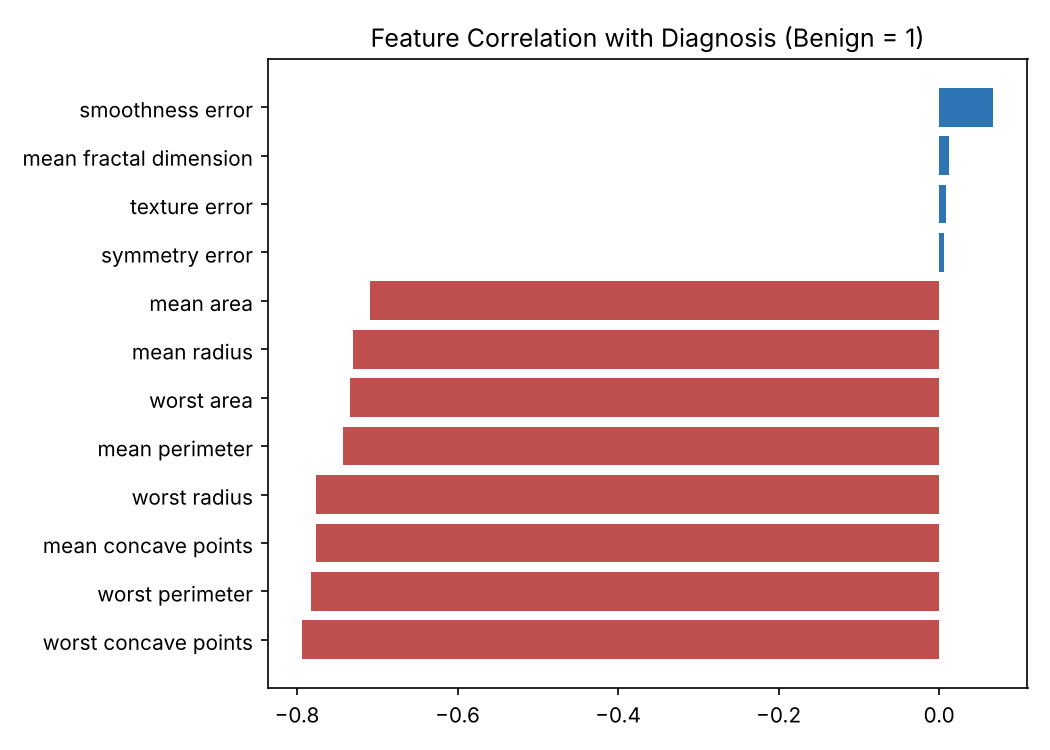 Feature Correlation with Diagnosis (Benign = 1)
smoothness error
mean fractal dimension
texture error
symmetry error
mean area
mean radius
worst area
mean perimeter
worst radius
mean concave points
worst perimeter
worst concave points
−0.8 −0.6 −0.4 −0.2 0.0